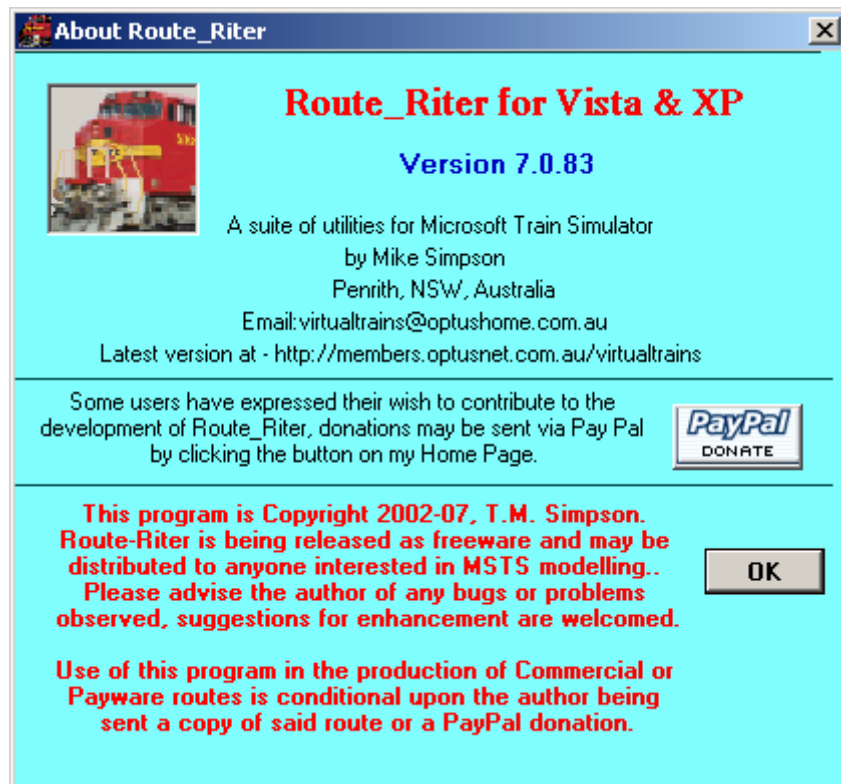 About Route_Riter
Route_Riter for Vista & XP
Version 7.0.83
A suite of utilities for Microsoft Train Simulator
by Mike Simpson
Penrith, NSW, Australia
Email:virtualtrains@optushome.com.au
Latest version at - http://members.optusnet.com.au/virtualtrains
Some users have expressed their wish to contribute to the
development of Route_Riter, donations may be sent via Pay Pal
by clicking the button on my Home Page.
PayPal
DONATE
This program is Copyright 2002-07, T.M. Simpson.
Route-Riter is being released as freeware and may be
distributed to anyone interested in MSTS modelling..
Please advise the author of any bugs or problems
observed, suggestions for enhancement are welcomed.
OK
Use of this program in the production of Commercial or
Payware routes is conditional upon the author being
sent a copy of said route or a PayPal donation.